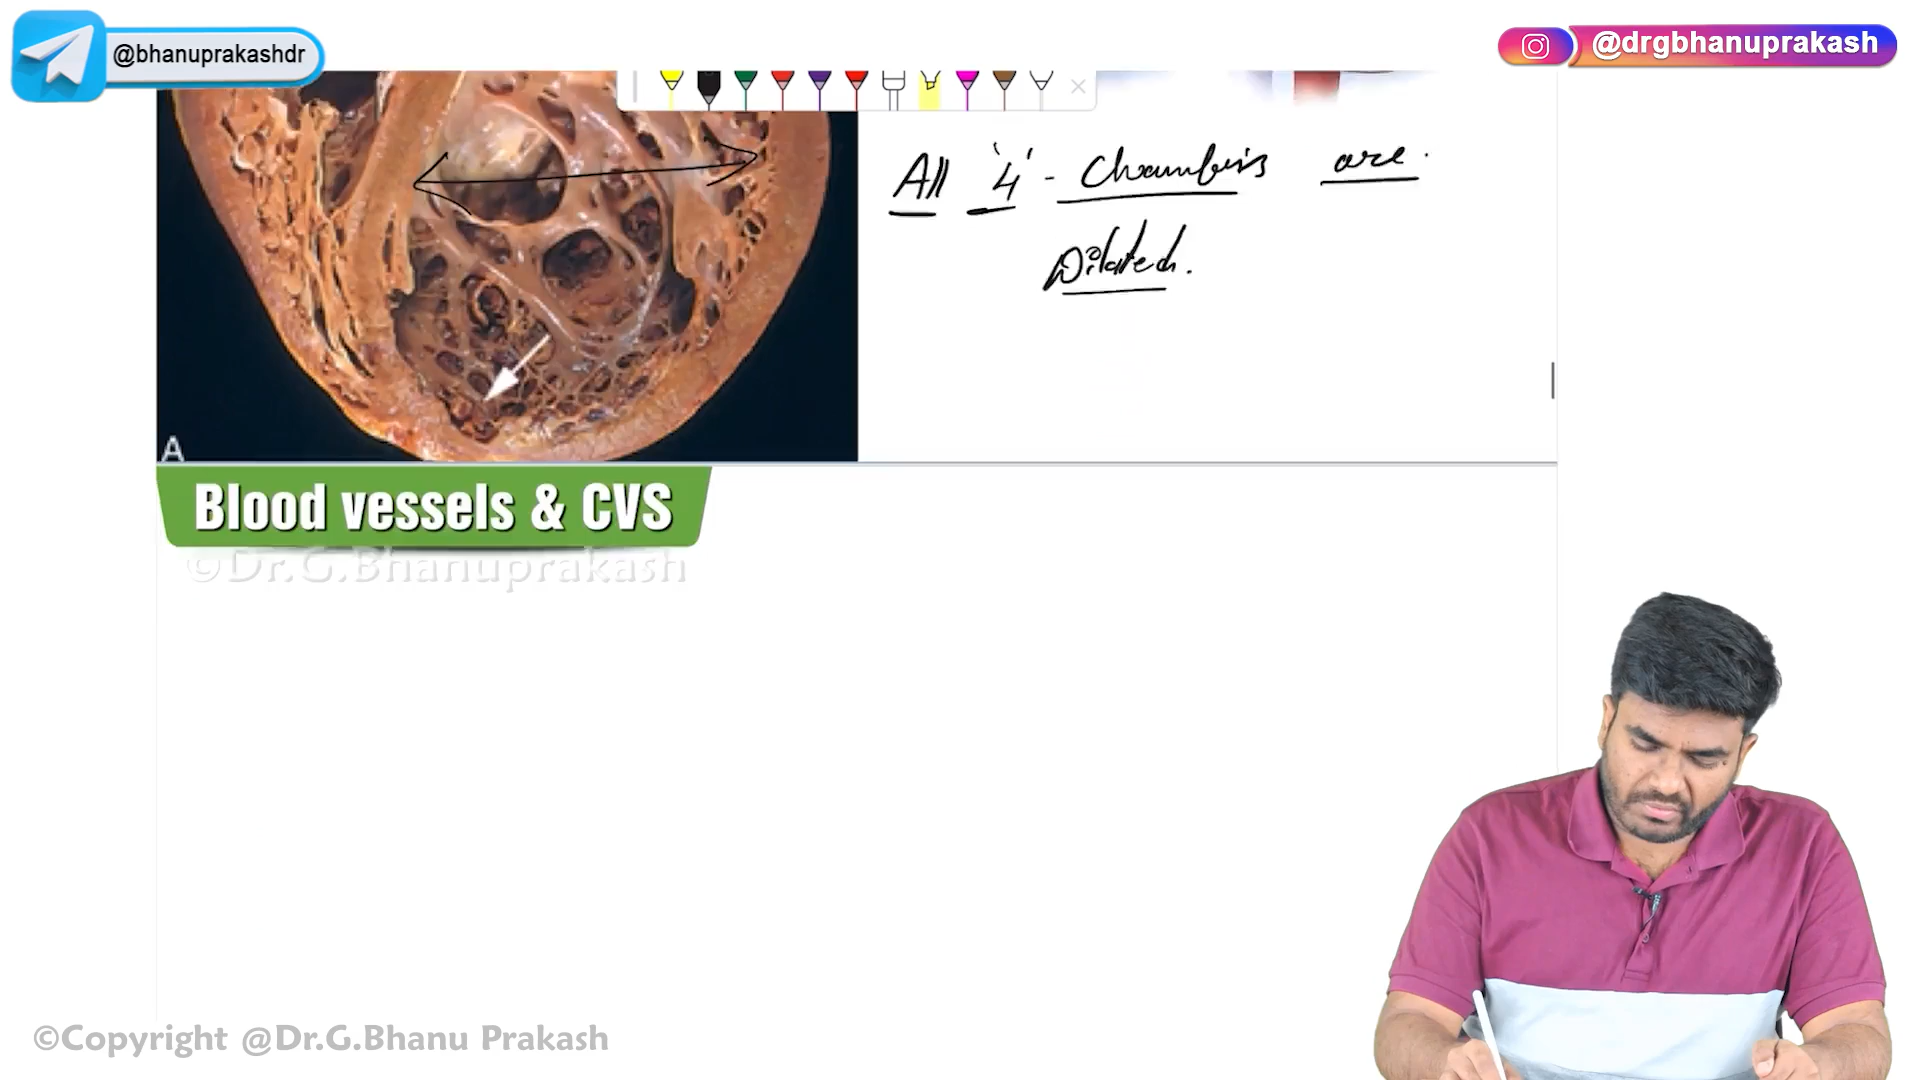 @bhanuprakashdr
@drgbhanuprakash
All '4' - Chambers are.
Dilated.
A
Blood vessels & CVS
©Dr.G.Bhanuprakash
©Copyright @Dr.G.Bhanu Prakash